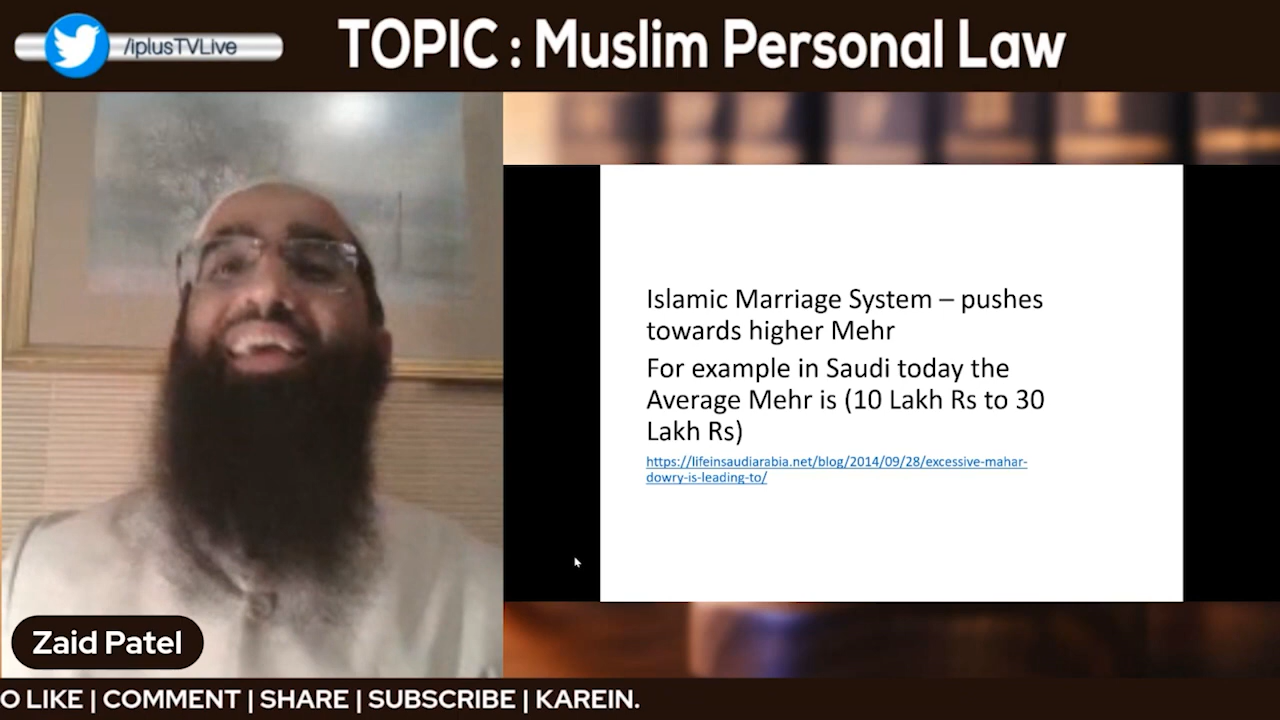 /iplusTVLive
TOPIC : Muslim Personal Law
Islamic Marriage System – pushes
towards higher Mehr
For example in Saudi today the
Average Mehr is (10 Lakh Rs to 30
Lakh Rs)
https://lifeinsaudiarabia.net/blog/2014/09/28/excessive-mahar-
dowry-is-leading-to/
Zaid Patel
O LIKE | COMMENT | SHARE | SUBSCRIBE | KAREIN.